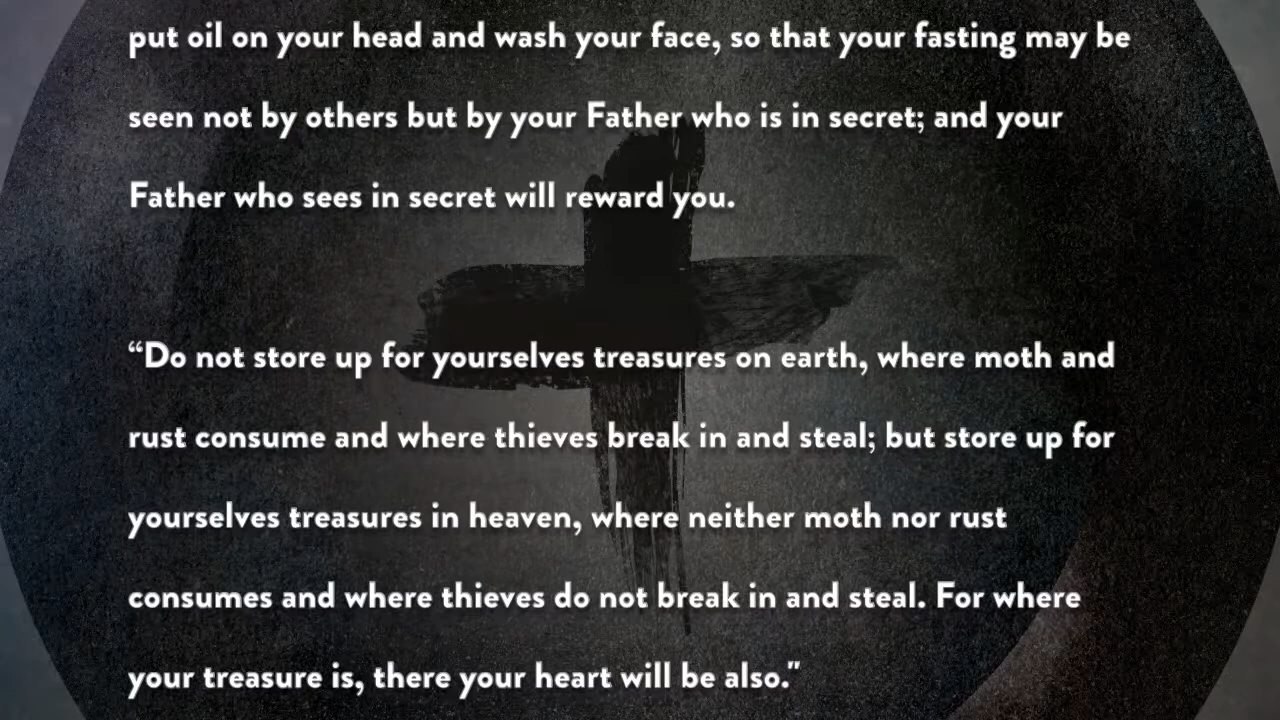 put oil on your head and wash your face, so that your fasting may be
seen not by others but by your Father who is in secret; and your
Father who sees in secret will reward you.
“Do not store up for yourselves treasures on earth, where moth and
rust consume and where thieves break in and steal; but store up for
yourselves treasures in heaven, where neither moth nor rust
consumes and where thieves do not break in and steal. For where
your treasure is, there your heart will be also."